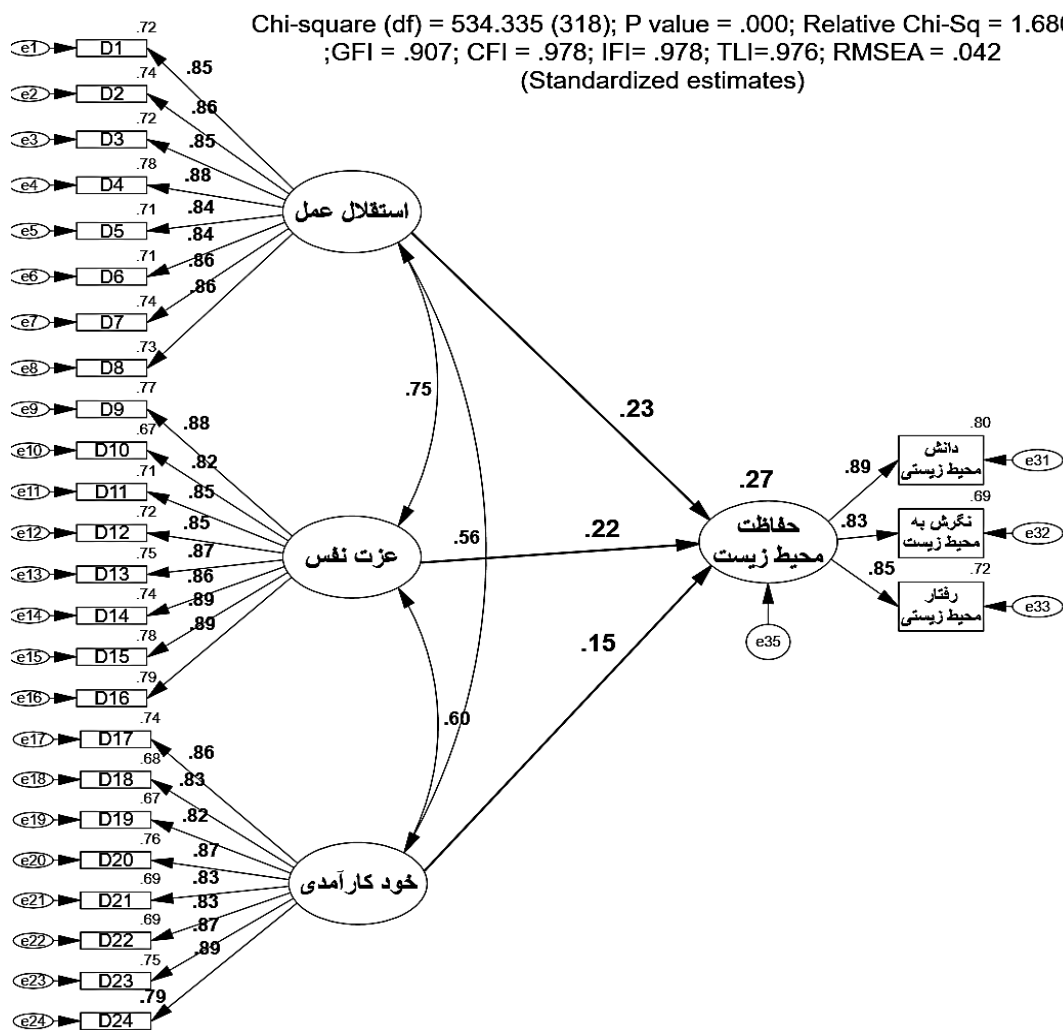 Chi-square (df) = 534.335 (318); P value = .000; Relative Chi-Sq = 1.680
;GFI = .907; CFI = .978; IFI= .978; TLI=.976; RMSEA = .042
(Standardized estimates)
.72
e1 D1
.85
.74
e2 D2
.86
.72
e3 D3
.85
.78
e4 D4
.88
.71
e5 D5
.84
.71
e6 D6
.84
.74
e7 D7
.86
.73
e8 D8
.86
استقلال عمل
.77
e9 D9
.88
.67
e10 D10
.82
.71
e11 D11
.85
.72
e12 D12
.85
.75
e13 D13
.87
.74
e14 D14
.86
.78
e15 D15
.89
.79
e16 D16
.89
عزت نفس
.74
e17 D17
.86
.68
e18 D18
.83
.67
e19 D19
.82
.76
e20 D20
.87
.69
e21 D21
.83
.69
e22 D22
.83
.75
e23 D23
.87
.79
e24 D24
.89
خود کارآمدی
.75
.56
.60
.23
.22
.15
.27
حفاظت
محیط زیست
e35
.89
.80
دانش
محیط زیستی
e31
.83
.69
نگرش به
محیط زیست
e32
.85
.72
رفتار
محیط زیستی
e33